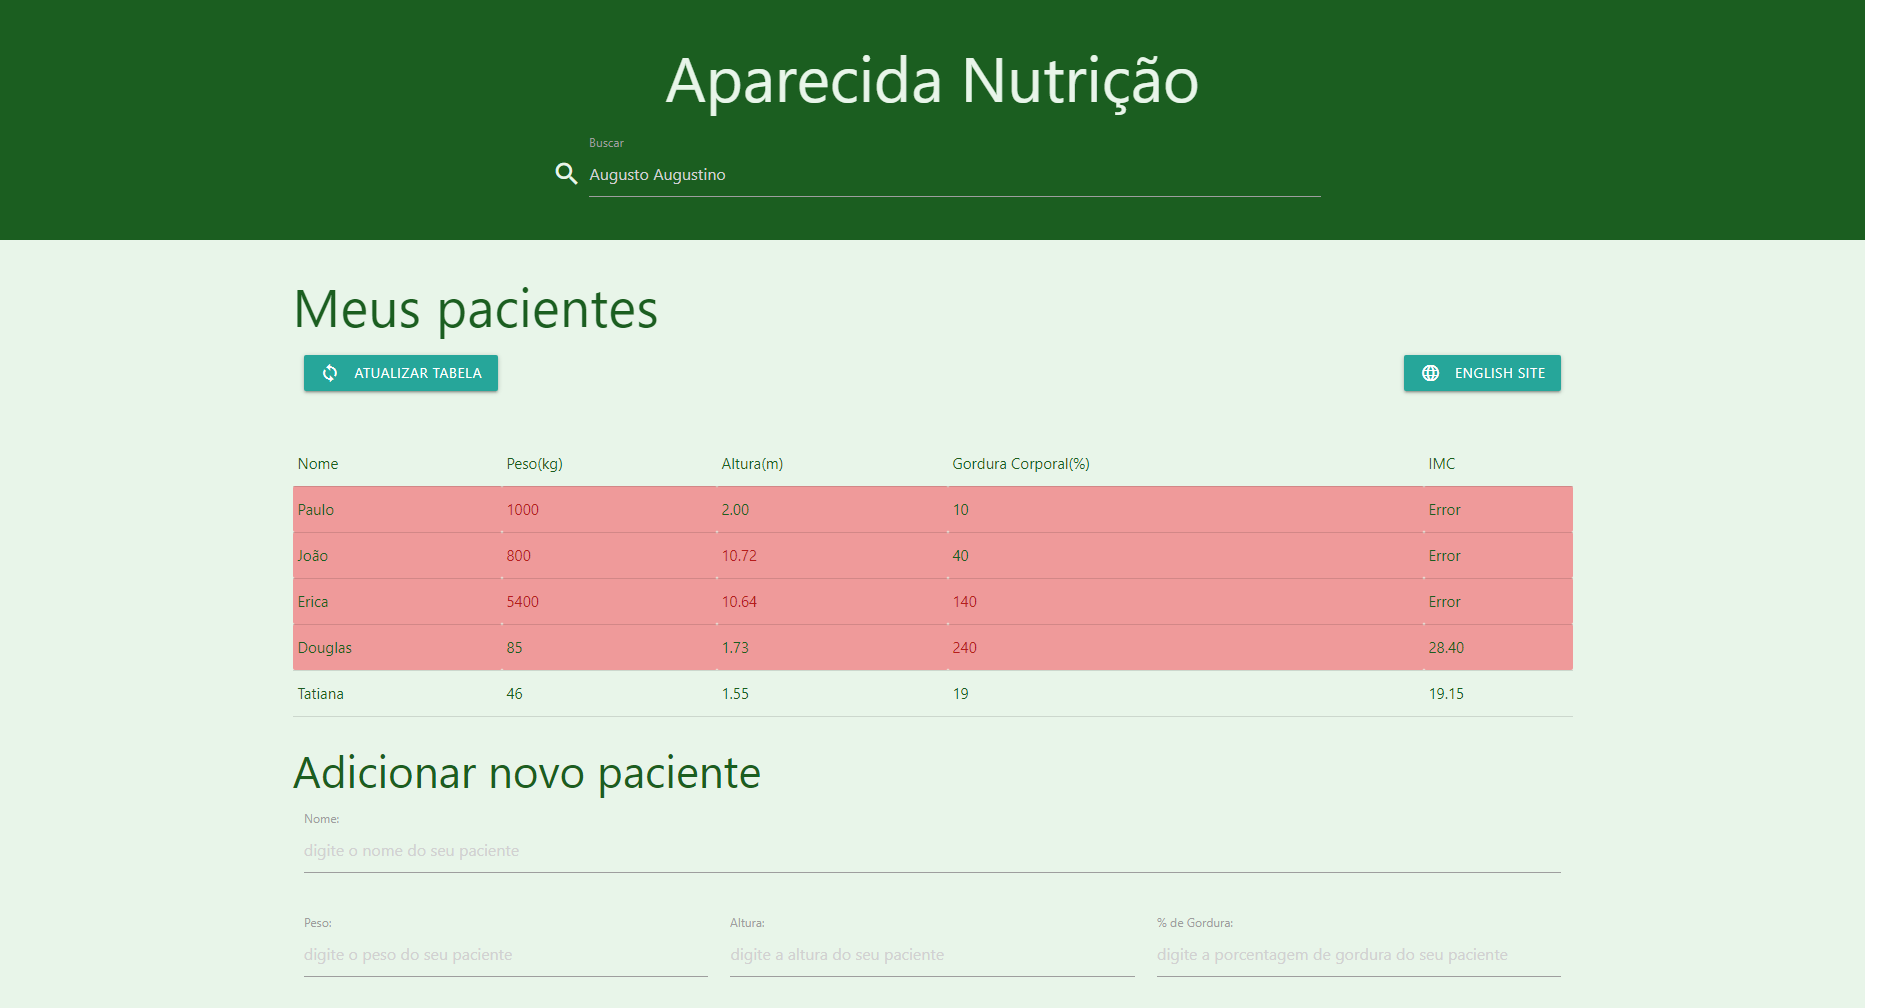 Aparecida Nutrição
Buscar
Augusto Augustino
Meus pacientes
ATUALIZAR TABELA ENGLISH SITE
Nome Peso(kg) Altura(m) Gordura Corporal(%) IMC
Paulo 1000 2.00 10 Error
João 800 10.72 40 Error
Erica 5400 10.64 140 Error
Douglas 85 1.73 240 28.40
Tatiana 46 1.55 19 19.15
Adicionar novo paciente
Nome:
digite o nome do seu paciente
Peso: Altura: % de Gordura:
digite o peso do seu paciente digite a altura do seu paciente digite a porcentagem de gordura do seu paciente